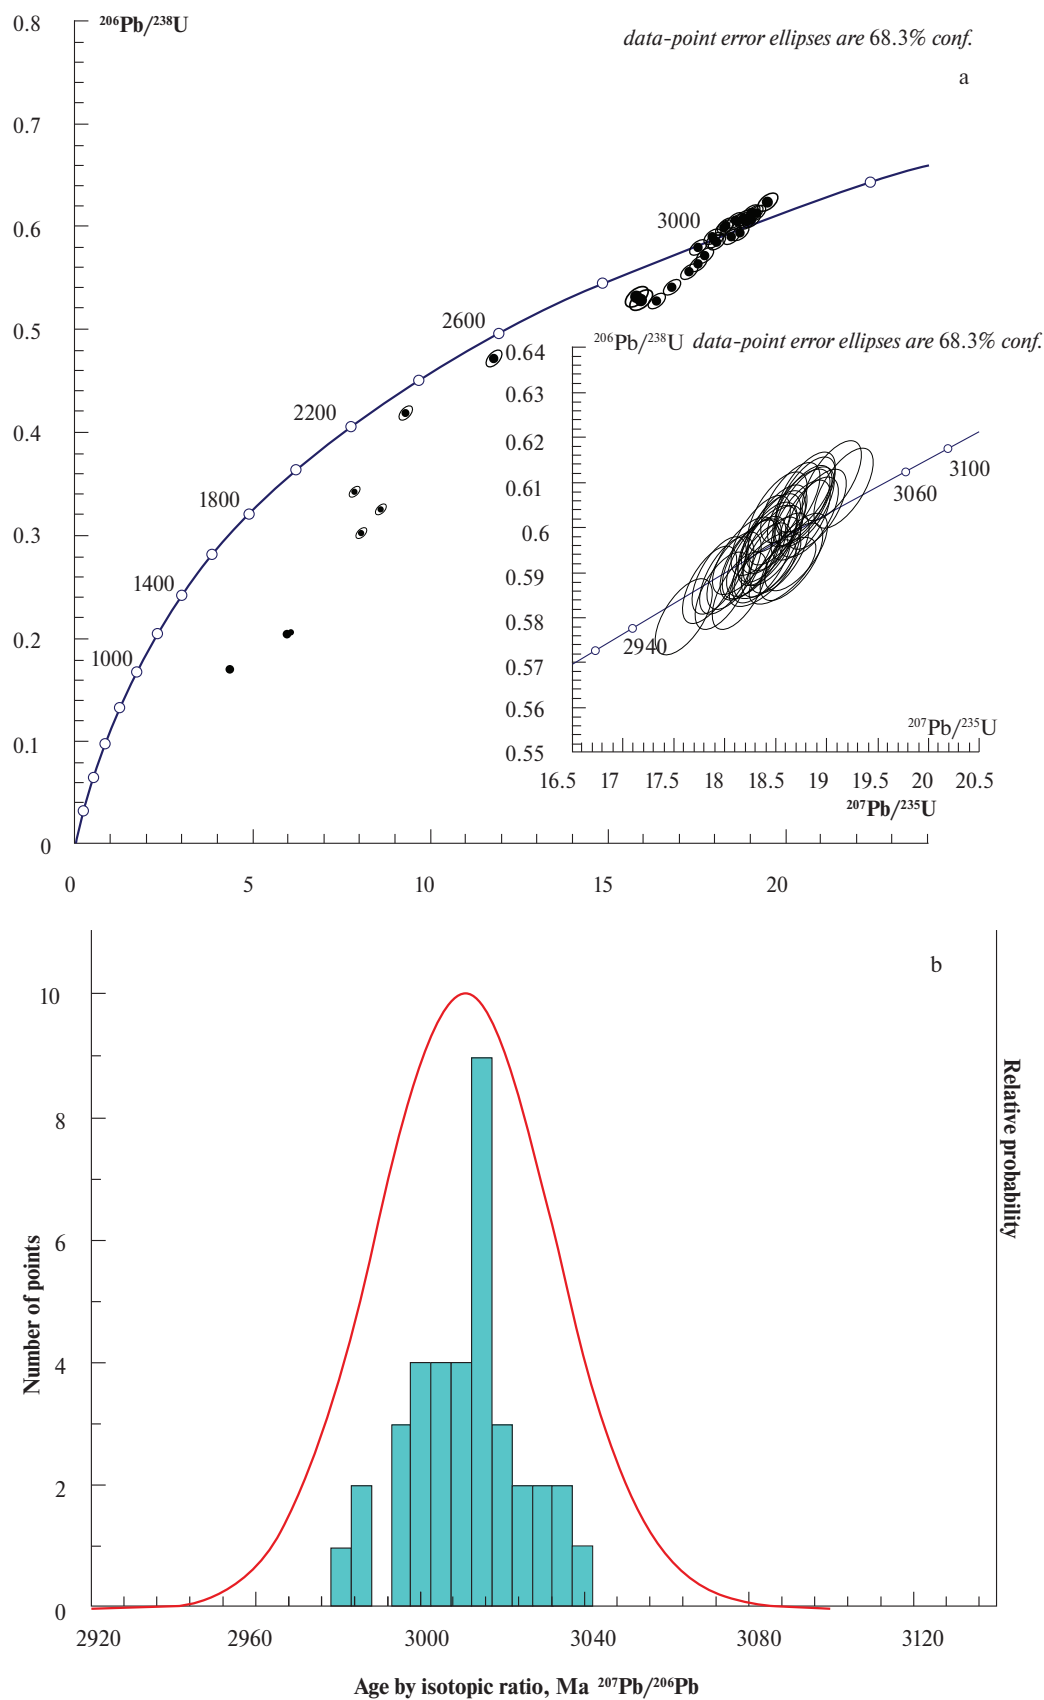 0.8
²⁰⁶Pb/²³⁸U
data-point error ellipses are 68.3% conf.
a
0.7
0.6
3000
0.5
2600
²⁰⁶Pb/²³⁸U data-point error ellipses are 68.3% conf.
0.64
0.63
2200
0.4
0.62
3100
1800
0.61
3060
0.3
0.6
1400
0.59
0.58
0.2
1000
2940
0.57
0.56
²⁰⁷Pb/²³⁵U
0.1
0.55
16.5 17 17.5 18 18.5 19 19.5 20 20.5
²⁰⁷Pb/²³⁵U
0
0 5 10 15 20
b
10
8
6
4
2
0
Number of points
Relative probability
2920 2960 3000 3040 3080 3120
Age by isotopic ratio, Ma ²⁰⁷Pb/²⁰⁶Pb